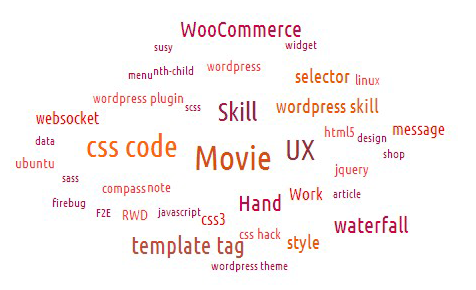 WooCommerce
susy
widget
menu
nth-child
wordpress
selector
linux
wordpress plugin
scss
Skill
wordpress skill
websocket
html5
design
message
data
css code
Movie
UX
shop
ubuntu
jquery
sass
compass
note
Work
article
firebug
F2E
RWD
javascript
css3
Hand
waterfall
css hack
style
template tag
wordpress theme